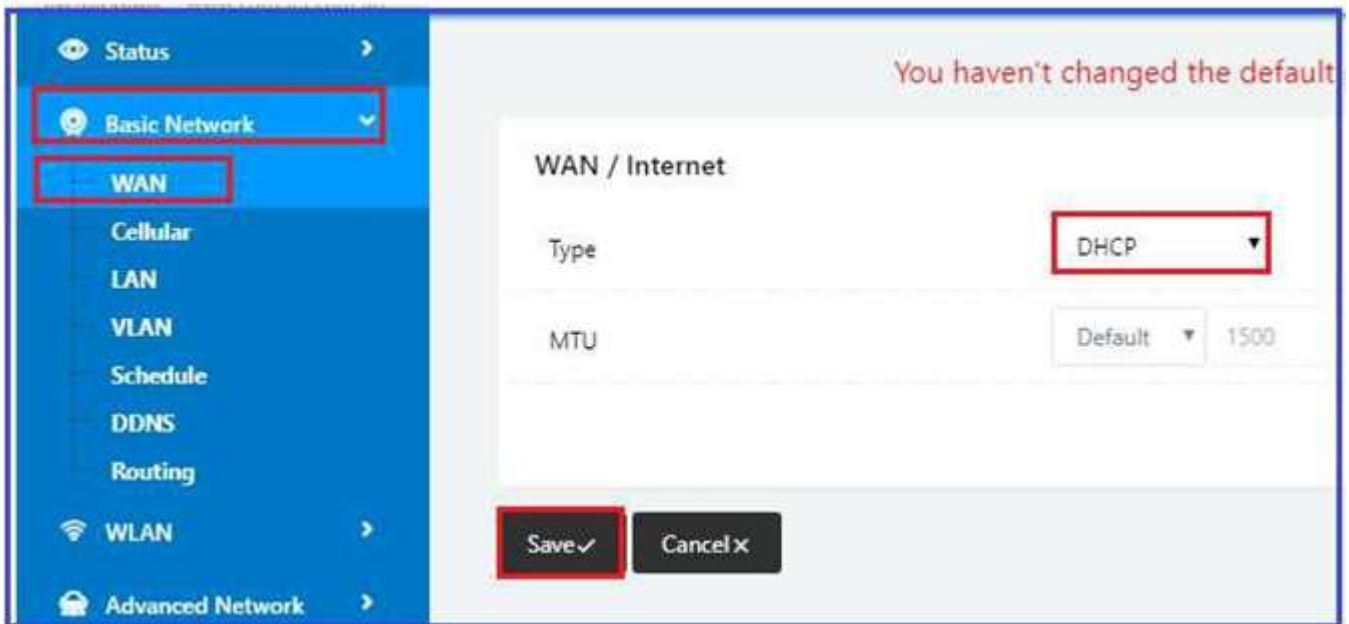 Status
Basic Network
WAN
Cellular
LAN
VLAN
Schedule
DDNS
Routing
WLAN
Advanced Network
You haven't changed the default
WAN / Internet
Type DHCP
MTU Default 1500
Save Cancel